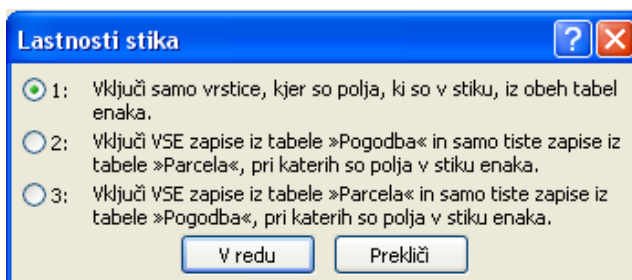 Lastnosti stika
1: Vključi samo vrstice, kjer so polja, ki so v stiku, iz obeh tabel
enaka.
2: Vključi VSE zapise iz tabele »Pogodba« in samo tiste zapise iz
tabele »Parcela«, pri katerih so polja v stiku enaka.
3: Vključi VSE zapise iz tabele »Parcela« in samo tiste zapise iz
tabele »Pogodba«, pri katerih so polja v stiku enaka.
V redu
Prekliči